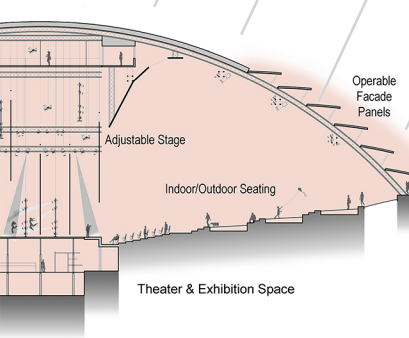 Operable
Facade
Panels
Adjustable Stage
Indoor/Outdoor Seating
Theater & Exhibition Space